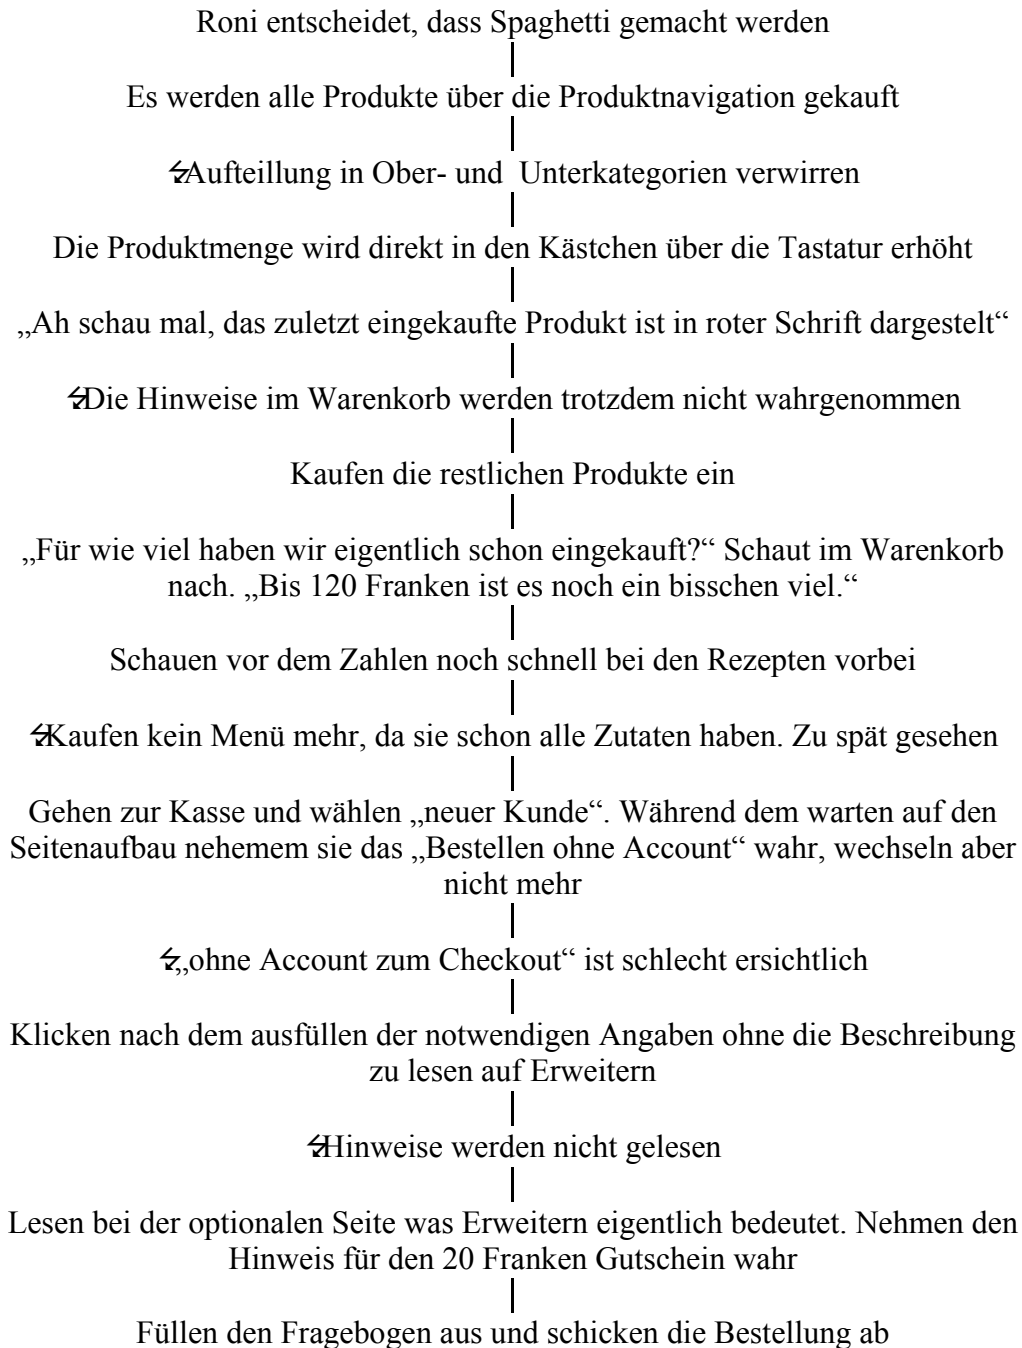 Roni entscheidet, dass Spaghetti gemacht werden
Es werden alle Produkte über die Produktnavigation gekauft
Aufteillung in Ober- und Unterkategorien verwirren
Die Produktmenge wird direkt in den Kästchen über die Tastatur erhöht
„Ah schau mal, das zuletzt eingekaufte Produkt ist in roter Schrift dargestelt“
Die Hinweise im Warenkorb werden trotzdem nicht wahrgenommen
Kaufen die restlichen Produkte ein
„Für wie viel haben wir eigentlich schon eingekauft?“ Schaut im Warenkorb
nach. „Bis 120 Franken ist es noch ein bisschen viel.“
Schauen vor dem Zahlen noch schnell bei den Rezepten vorbei
Kaufen kein Menü mehr, da sie schon alle Zutaten haben. Zu spät gesehen
Gehen zur Kasse und wählen „neuer Kunde“. Während dem warten auf den
Seitenaufbau nehemem sie das „Bestellen ohne Account“ wahr, wechseln aber
nicht mehr
„ohne Account zum Checkout“ ist schlecht ersichtlich
Klicken nach dem ausfüllen der notwendigen Angaben ohne die Beschreibung
zu lesen auf Erweitern
Hinweise werden nicht gelesen
Lesen bei der optionalen Seite was Erweitern eigentlich bedeutet. Nehmen den
Hinweis für den 20 Franken Gutschein wahr
Füllen den Fragebogen aus und schicken die Bestellung ab